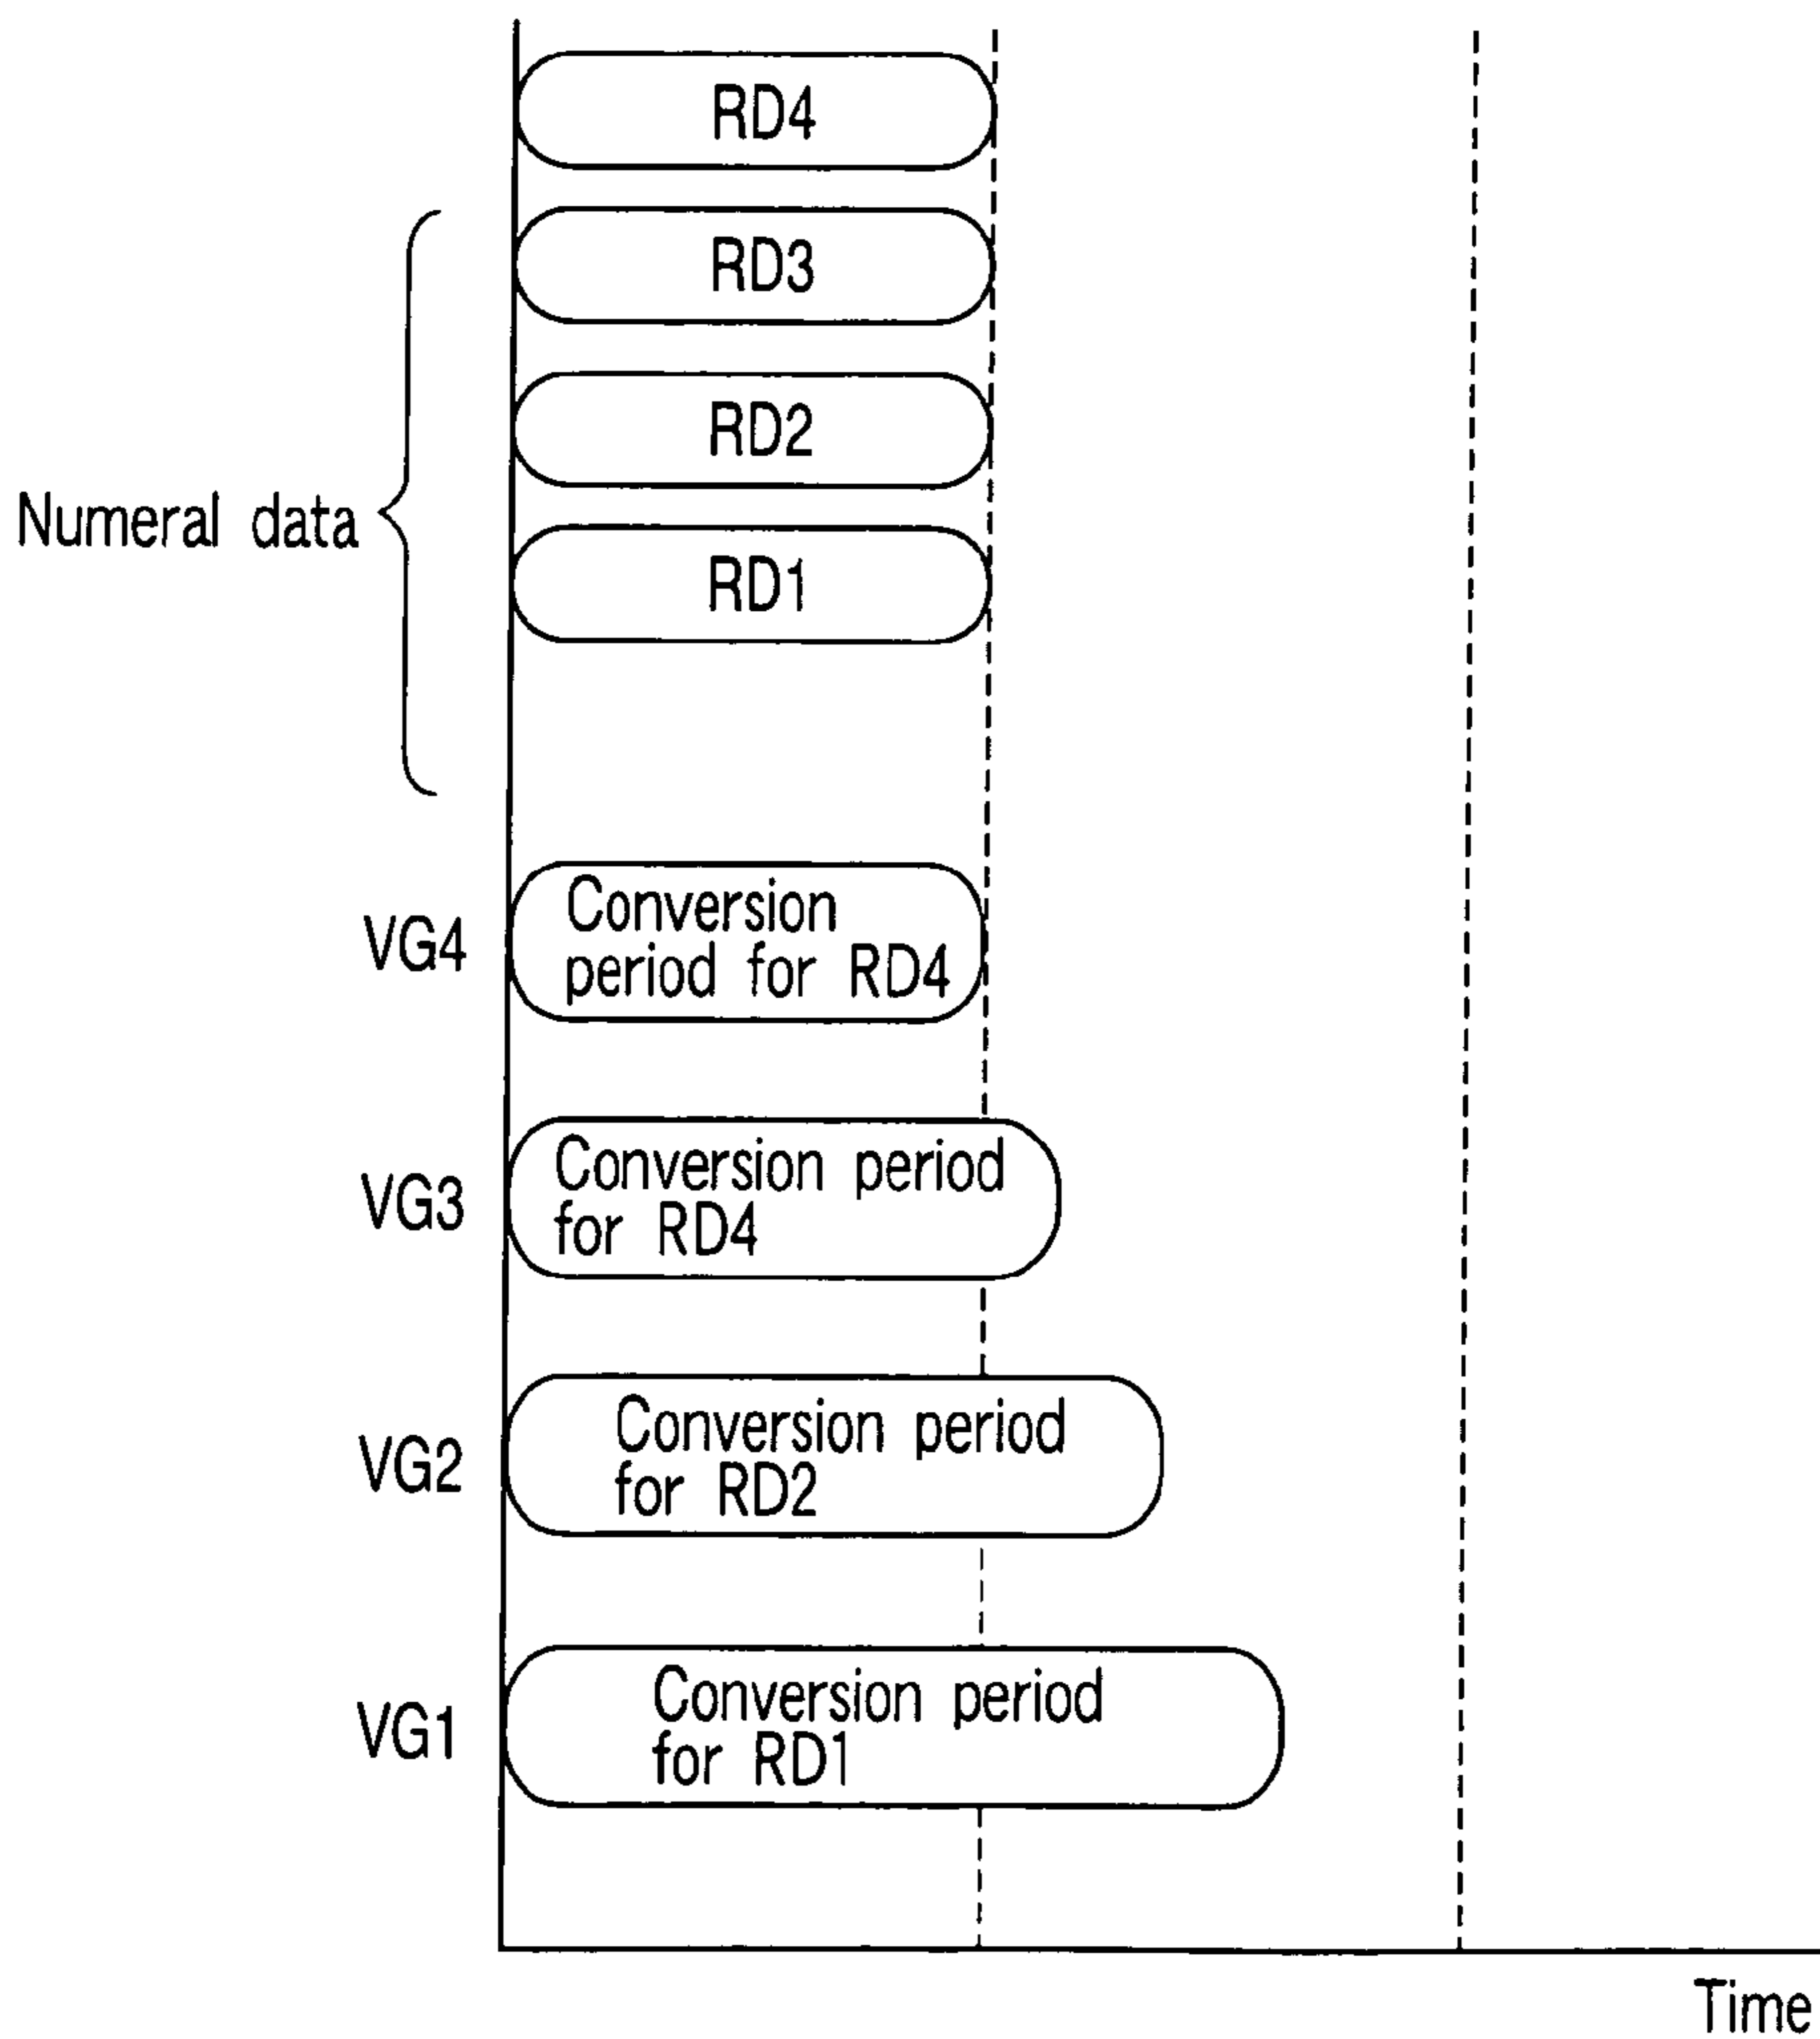 RD4
RD3
RD2
Numeral data
RD1
VG4
Conversion
period for RD4
VG3
Conversion period
for RD4
VG2
Conversion period
for RD2
VG1
Conversion period
for RD1
Time